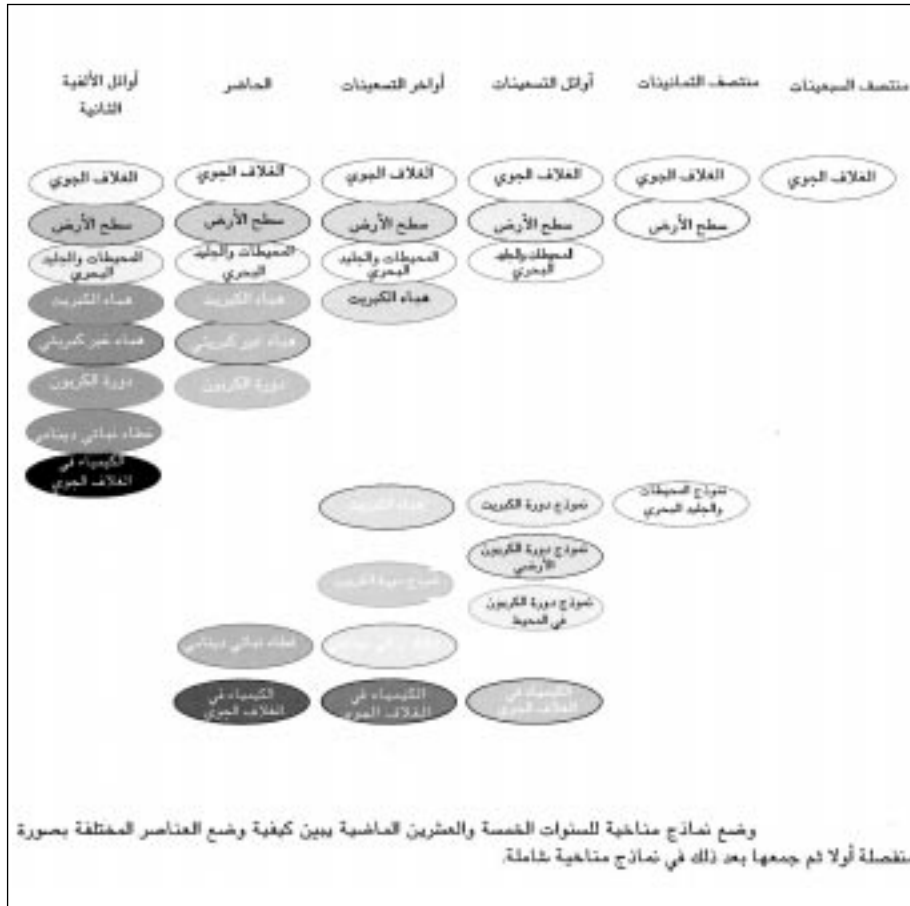 منتصف السبعينات
منتصف الثمانينات
أوائل التسعينات
أواخر التسعينات
الحاضر
أوائل الألفية
الثانية
الغلاف الجوي
الغلاف الجوي
الغلاف الجوي
الغلاف الجوي
الغلاف الجوي
الغلاف الجوي
سطح الأرض
سطح الأرض
سطح الأرض
سطح الأرض
سطح الأرض
المحيطات والجليد
البحري
المحيطات والجليد
البحري
المحيطات والجليد
البحري
المحيطات والجليد
البحري
هباء الكبريت
هباء الكبريت
هباء الكبريت
هباء غير كبريتي
هباء غير كبريتي
دورة الكربون
دورة الكربون
غطاء نباتي دينامي
الكيمياء في
الغلاف الجوي
نموذج المحيطات
والجليد البحري
نموذج دورة الكبريت
هباء الكبريت
نموذج دورة الكربون
الأرضي
نموذج دورة
نموذج دورة الكربون
في المحيط
غطاء نباتي دينامي
الكيمياء في
الغلاف الجوي
الكيمياء في
الغلاف الجوي
الكيمياء في
الغلاف الجوي
وضع نماذج مناخية للسنوات الخمسة والعشرين الماضية يبين كيفية وضع العناصر المختلفة بصورة
منفصلة أولا ثم جمعها بعد ذلك في نماذج مناخية شاملة.